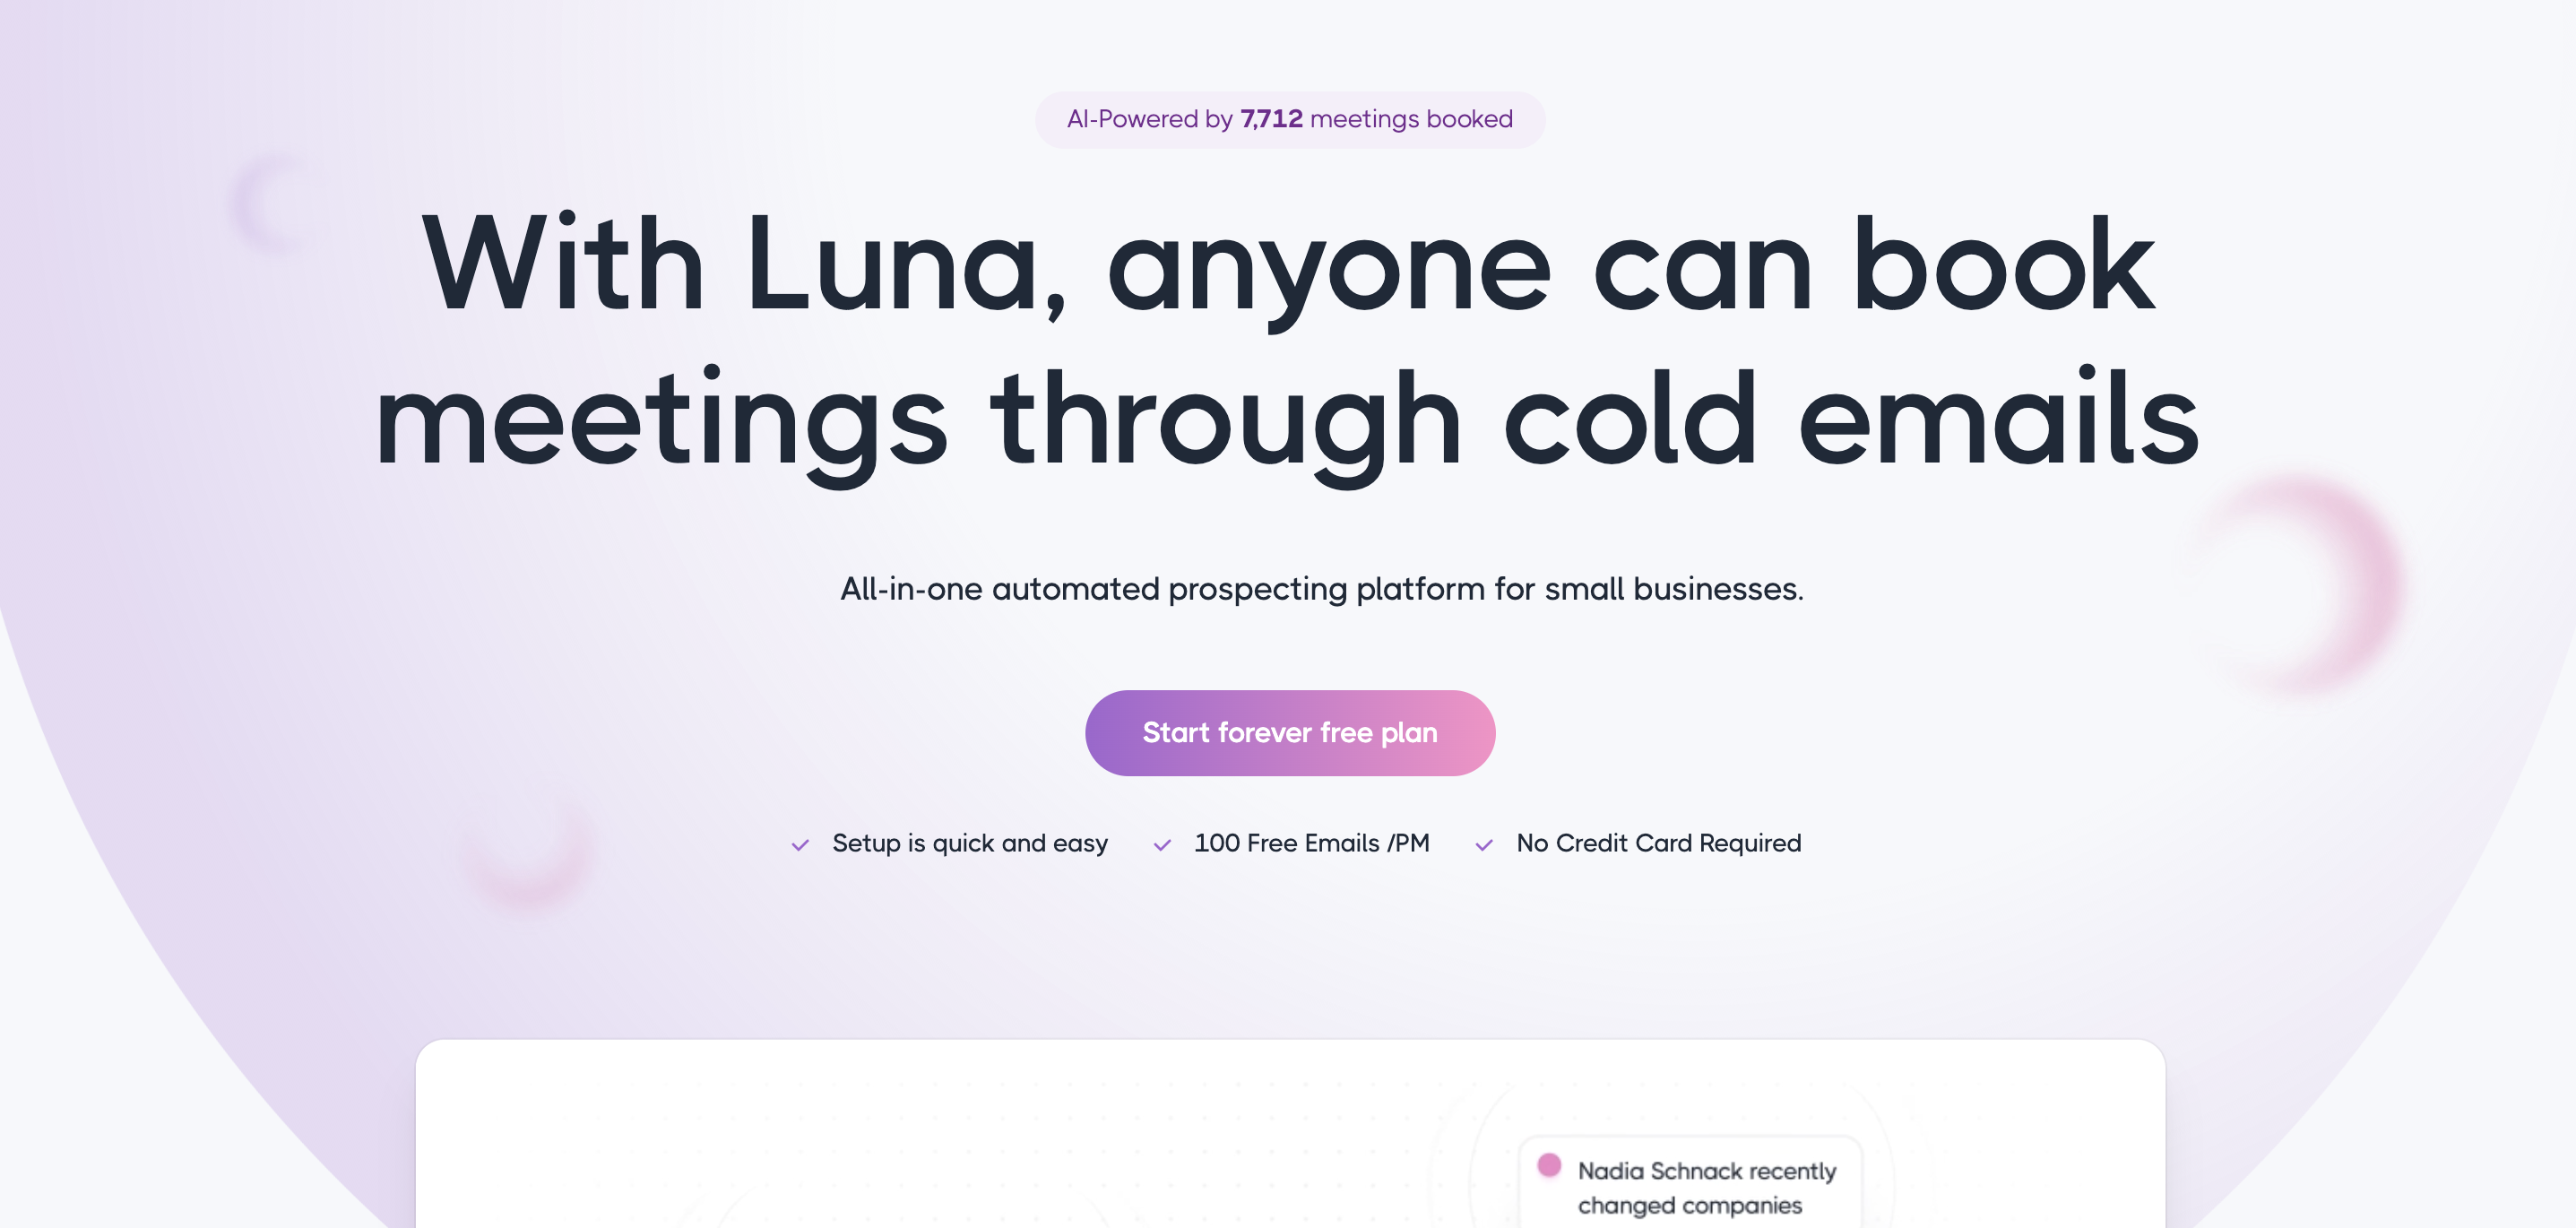 AI-Powered by 7,712 meetings booked
With Luna, anyone can book
meetings through cold emails
All-in-one automated prospecting platform for small businesses.
Start forever free plan
Setup is quick and easy
100 Free Emails /PM
No Credit Card Required
Nadia Schnack recently
changed companies